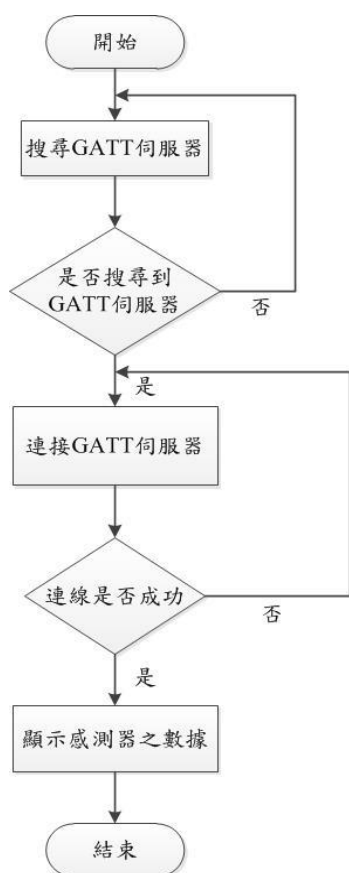 開始
搜尋GATT伺服器
是否搜尋到
GATT伺服器
否
是
連接GATT伺服器
連線是否成功
否
是
顯示感測器之數據
結束